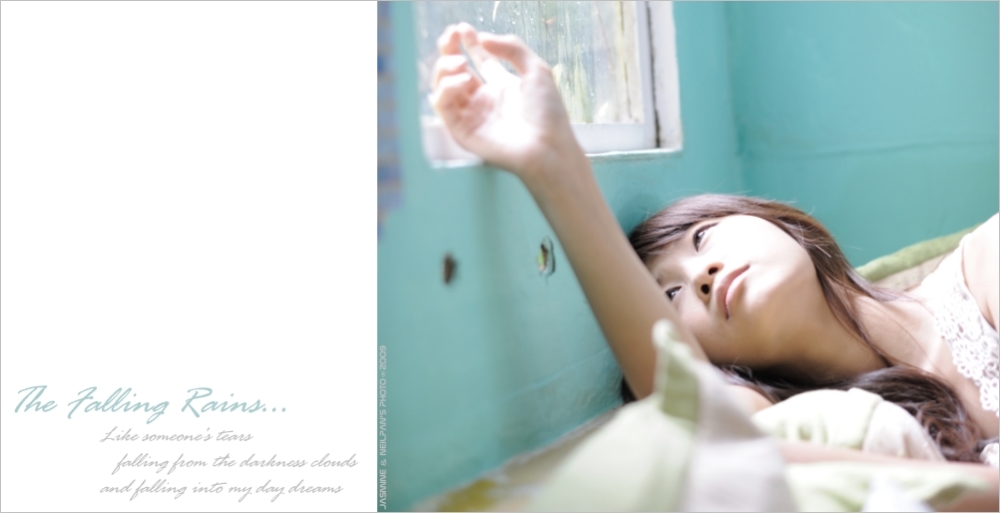 The Falling Rains...
Like someone's tears
falling from the darkness clouds
and falling into my day dreams
JASMINE & NEILPAN'S PHOTO+2009